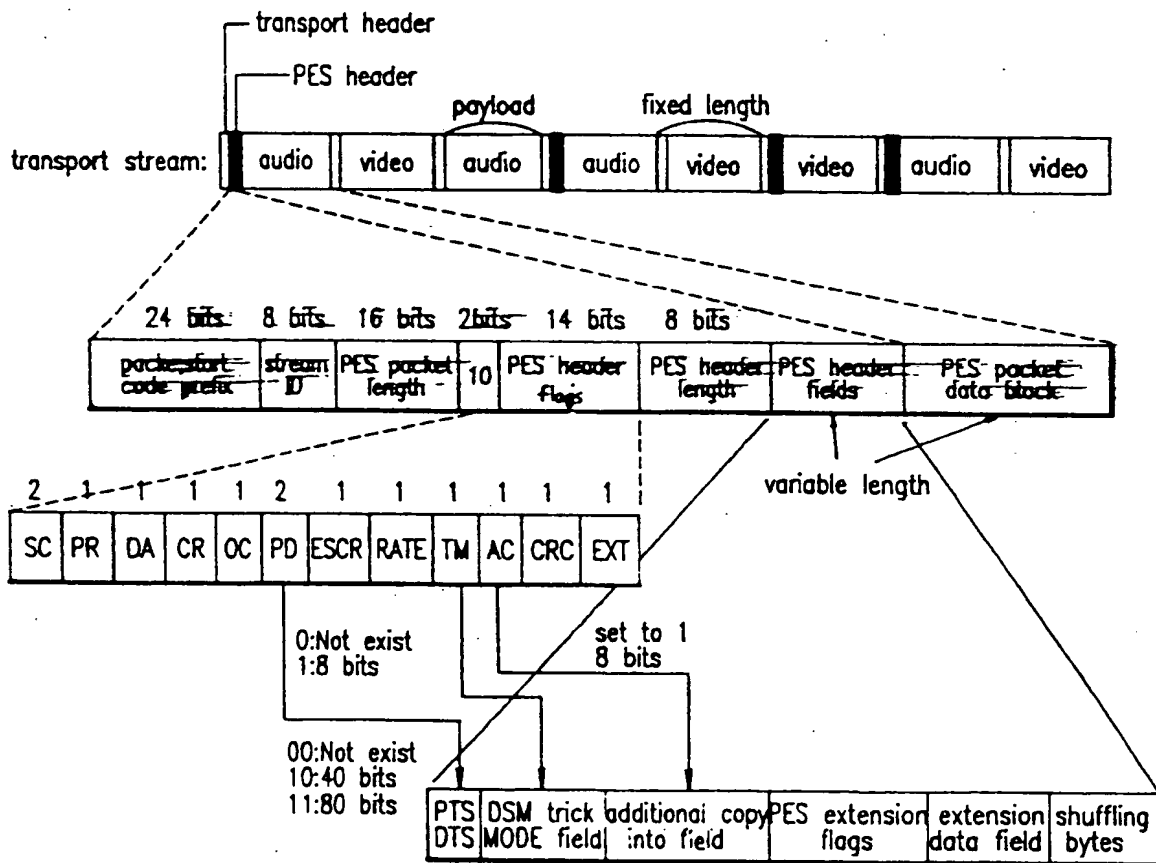 transport header
PES header
payload
fixed length
transport stream:
audio
video
audio
audio
video
video
audio
video
24 bits
8 bits
16 bits
2bits
14 bits
8 bits
packe,start
code prefix
stream
ID
PES packet
length
10
PES header
flags
PES header
length
PES header
fields
PES packet
data block
variable length
2 1 1 1 1 2 1 1 1 1 1 1
SC PR DA CR OC PD ESCR RATE TM AC CRC EXT
0:Not exist
1:8 bits
set to 1
8 bits
00:Not exist
10:40 bits
11:80 bits
PTS
DTS
DSM trick
MODE field
additional copy
into field
PES extension
flags
extension
data field
shuffling
bytes